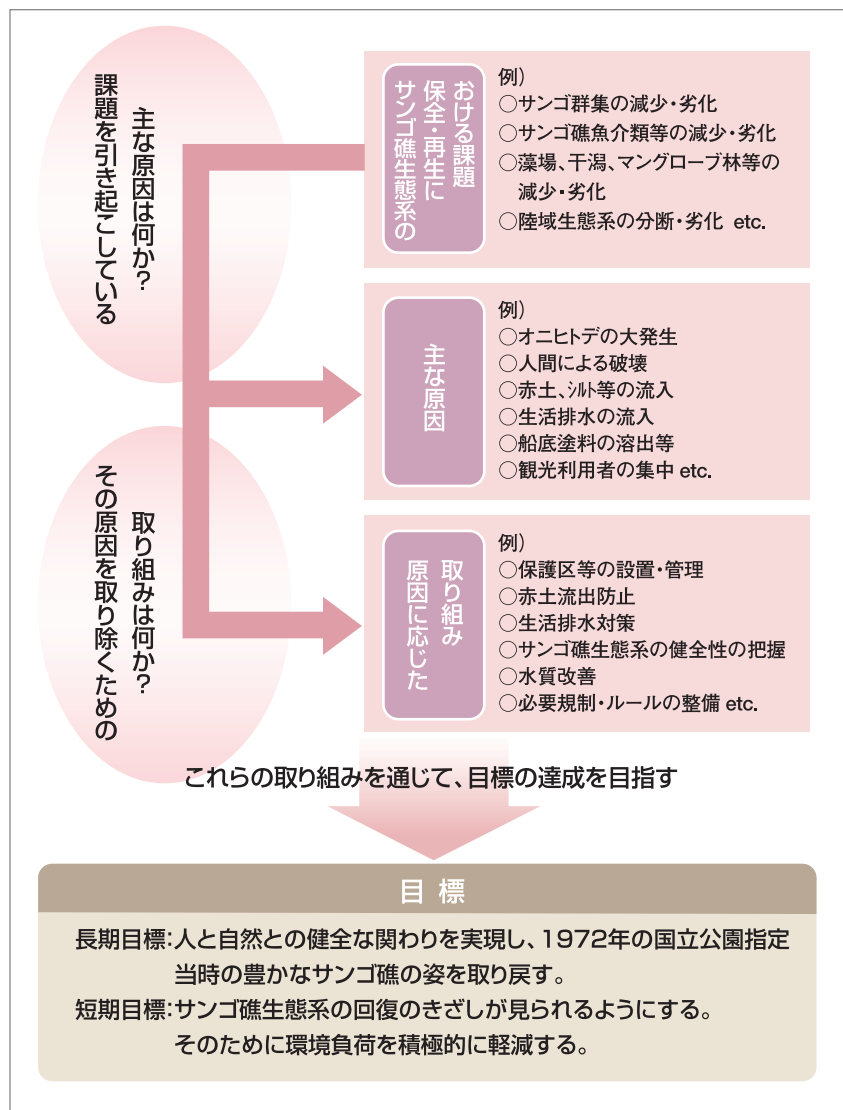 課題を引き起こしている
主な原因は何か？
サンゴ礁生態系の
保全・再生に
おける課題
例）
○サンゴ群集の減少・劣化
○サンゴ礁魚介類等の減少・劣化
○藻場、干潟、マングローブ林等の
減少・劣化
○陸域生態系の分断・劣化 etc.
主な原因
例）
○オニヒトデの大発生
○人間による破壊
○赤土、シルト等の流入
○生活排水の流入
○船底塗料の溶出等
○観光利用者の集中 etc.
その原因を取り除くための
取り組みは何か？
原因に応じた
取り組み
例）
○保護区等の設置・管理
○赤土流出防止
○生活排水対策
○サンゴ礁生態系の健全性の把握
○水質改善
○必要規制・ルールの整備 etc.
これらの取り組みを通じて、目標の達成を目指す
目 標
長期目標：人と自然との健全な関わりを実現し、1972年の国立公園指定
当時の豊かなサンゴ礁の姿を取り戻す。
短期目標：サンゴ礁生態系の回復のきざしが見られるようにする。
そのために環境負荷を積極的に軽減する。